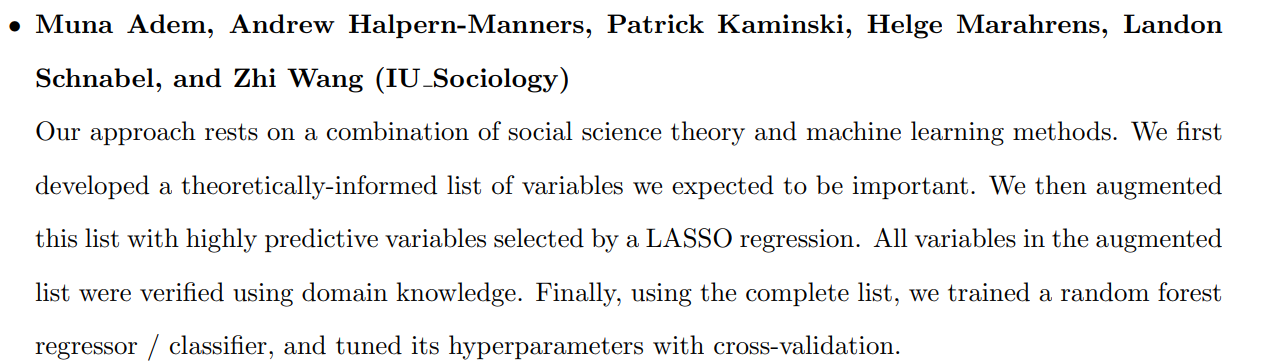 • Muna Adem, Andrew Halpern-Manners, Patrick Kaminski, Helge Marahrens, Landon
Schnabel, and Zhi Wang (IU_Sociology)
Our approach rests on a combination of social science theory and machine learning methods. We first
developed a theoretically-informed list of variables we expected to be important. We then augmented
this list with highly predictive variables selected by a LASSO regression. All variables in the augmented
list were verified using domain knowledge. Finally, using the complete list, we trained a random forest
regressor / classifier, and tuned its hyperparameters with cross-validation.